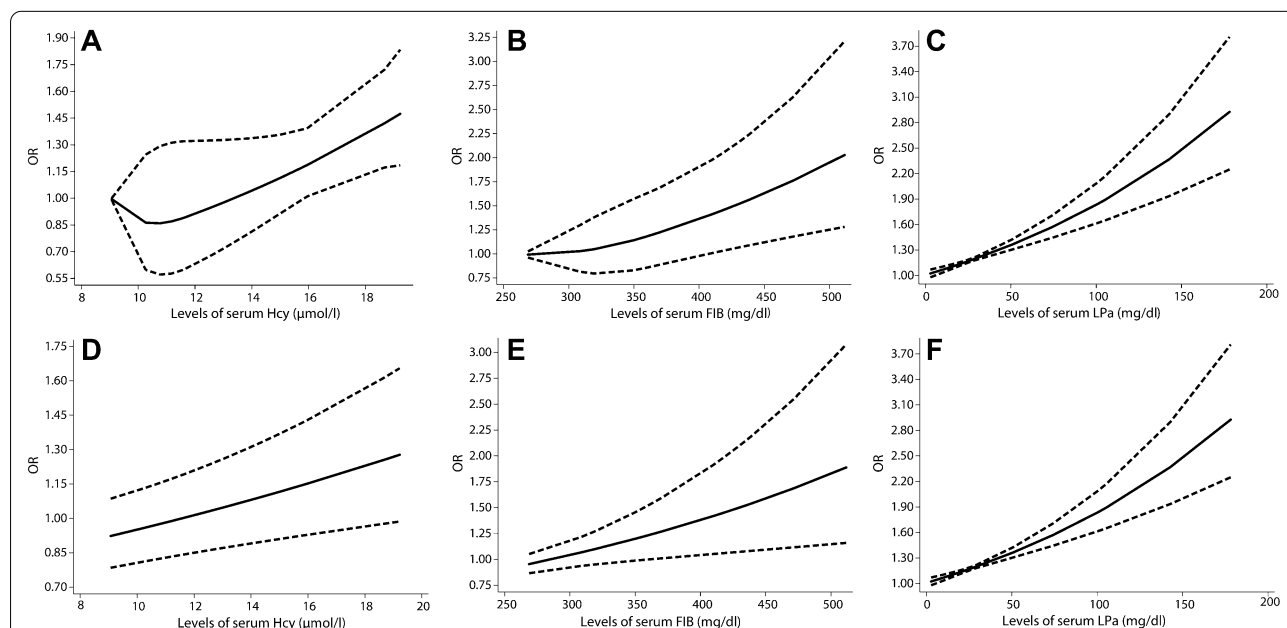 A
OR
1.90
1.75
1.60
1.45
1.30
1.15
1.00
0.85
0.70
0.55
8 10 12 14 16 18
Levels of serum Hcy (μmol/l)
B
OR
3.25
3.00
2.75
2.50
2.25
2.00
1.75
1.50
1.25
1.00
0.75
250 300 350 400 450 500
Levels of serum FIB (mg/dl)
C
OR
3.70
3.10
2.80
2.20
1.90
1.60
1.30
1.00
0 50 100 150 200
Levels of serum LPa (mg/dl)
D
OR
1.75
1.60
1.45
1.30
1.15
1.00
0.85
0.70
8 10 12 14 16 18 20
Levels of serum Hcy (μmol/l)
E
OR
3.00
2.50
2.25
2.00
1.75
1.50
1.25
1.00
0.75
250 300 350 400 450 500
Levels of serum FIB (mg/dl)
F
OR
3.70
3.40
3.10
2.80
2.50
2.20
1.60
1.30
1.00
0 50 100 150 200
Levels of serum LPa (mg/dl)